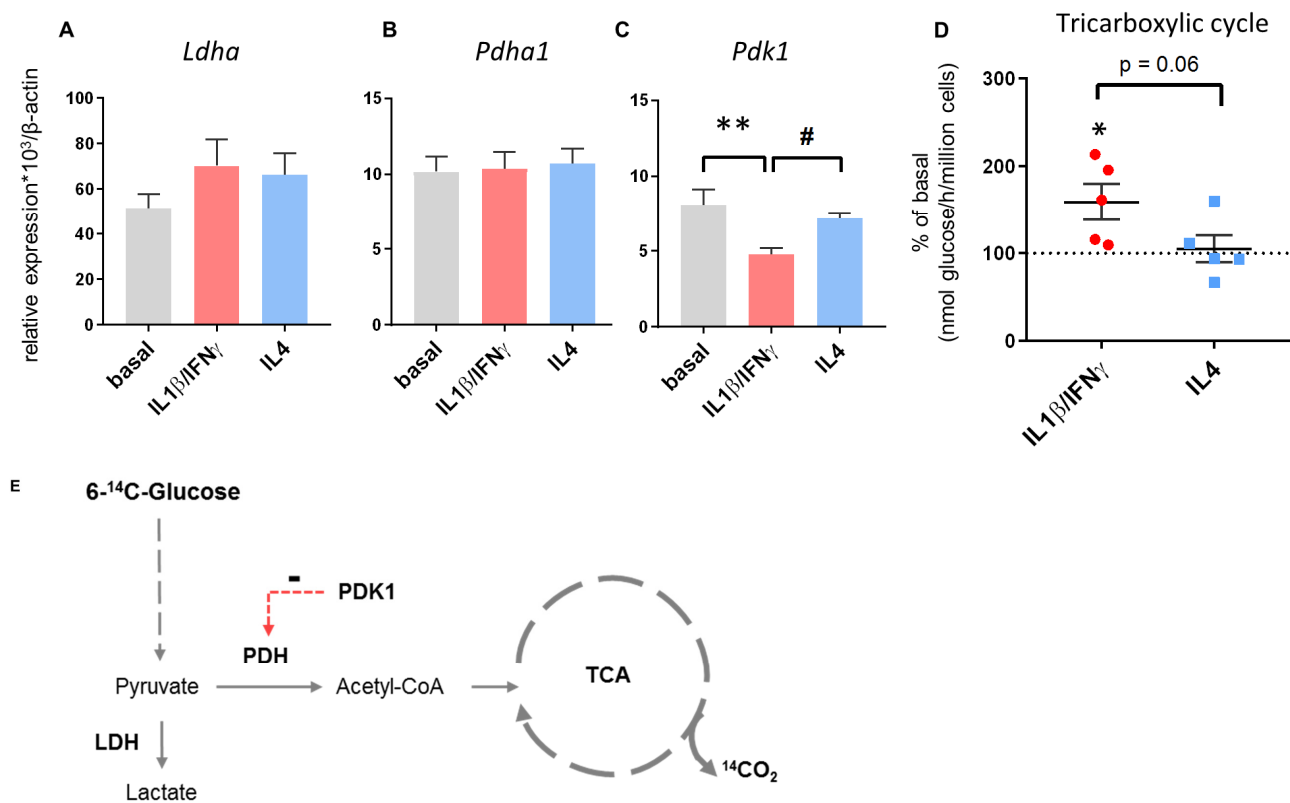 A
Ldha
relative expression*10³/β-actin
100
80
60
40
20
0
basal
IL1β/IFNγ
IL4
B
Pdha1
15
10
5
0
basal
IL1β/IFNγ
IL4
C
Pdk1
15
10
5
0
**
#
basal
IL1β/IFNγ
IL4
D
Tricarboxylic cycle
p = 0.06
% of basal
(nmol glucose/h/million cells)
300
200
100
0
*
IL1β/IFNγ
IL4
E
6-¹⁴C-Glucose
-
PDK1
PDH
Pyruvate
Acetyl-CoA
TCA
LDH
Lactate
¹⁴CO₂